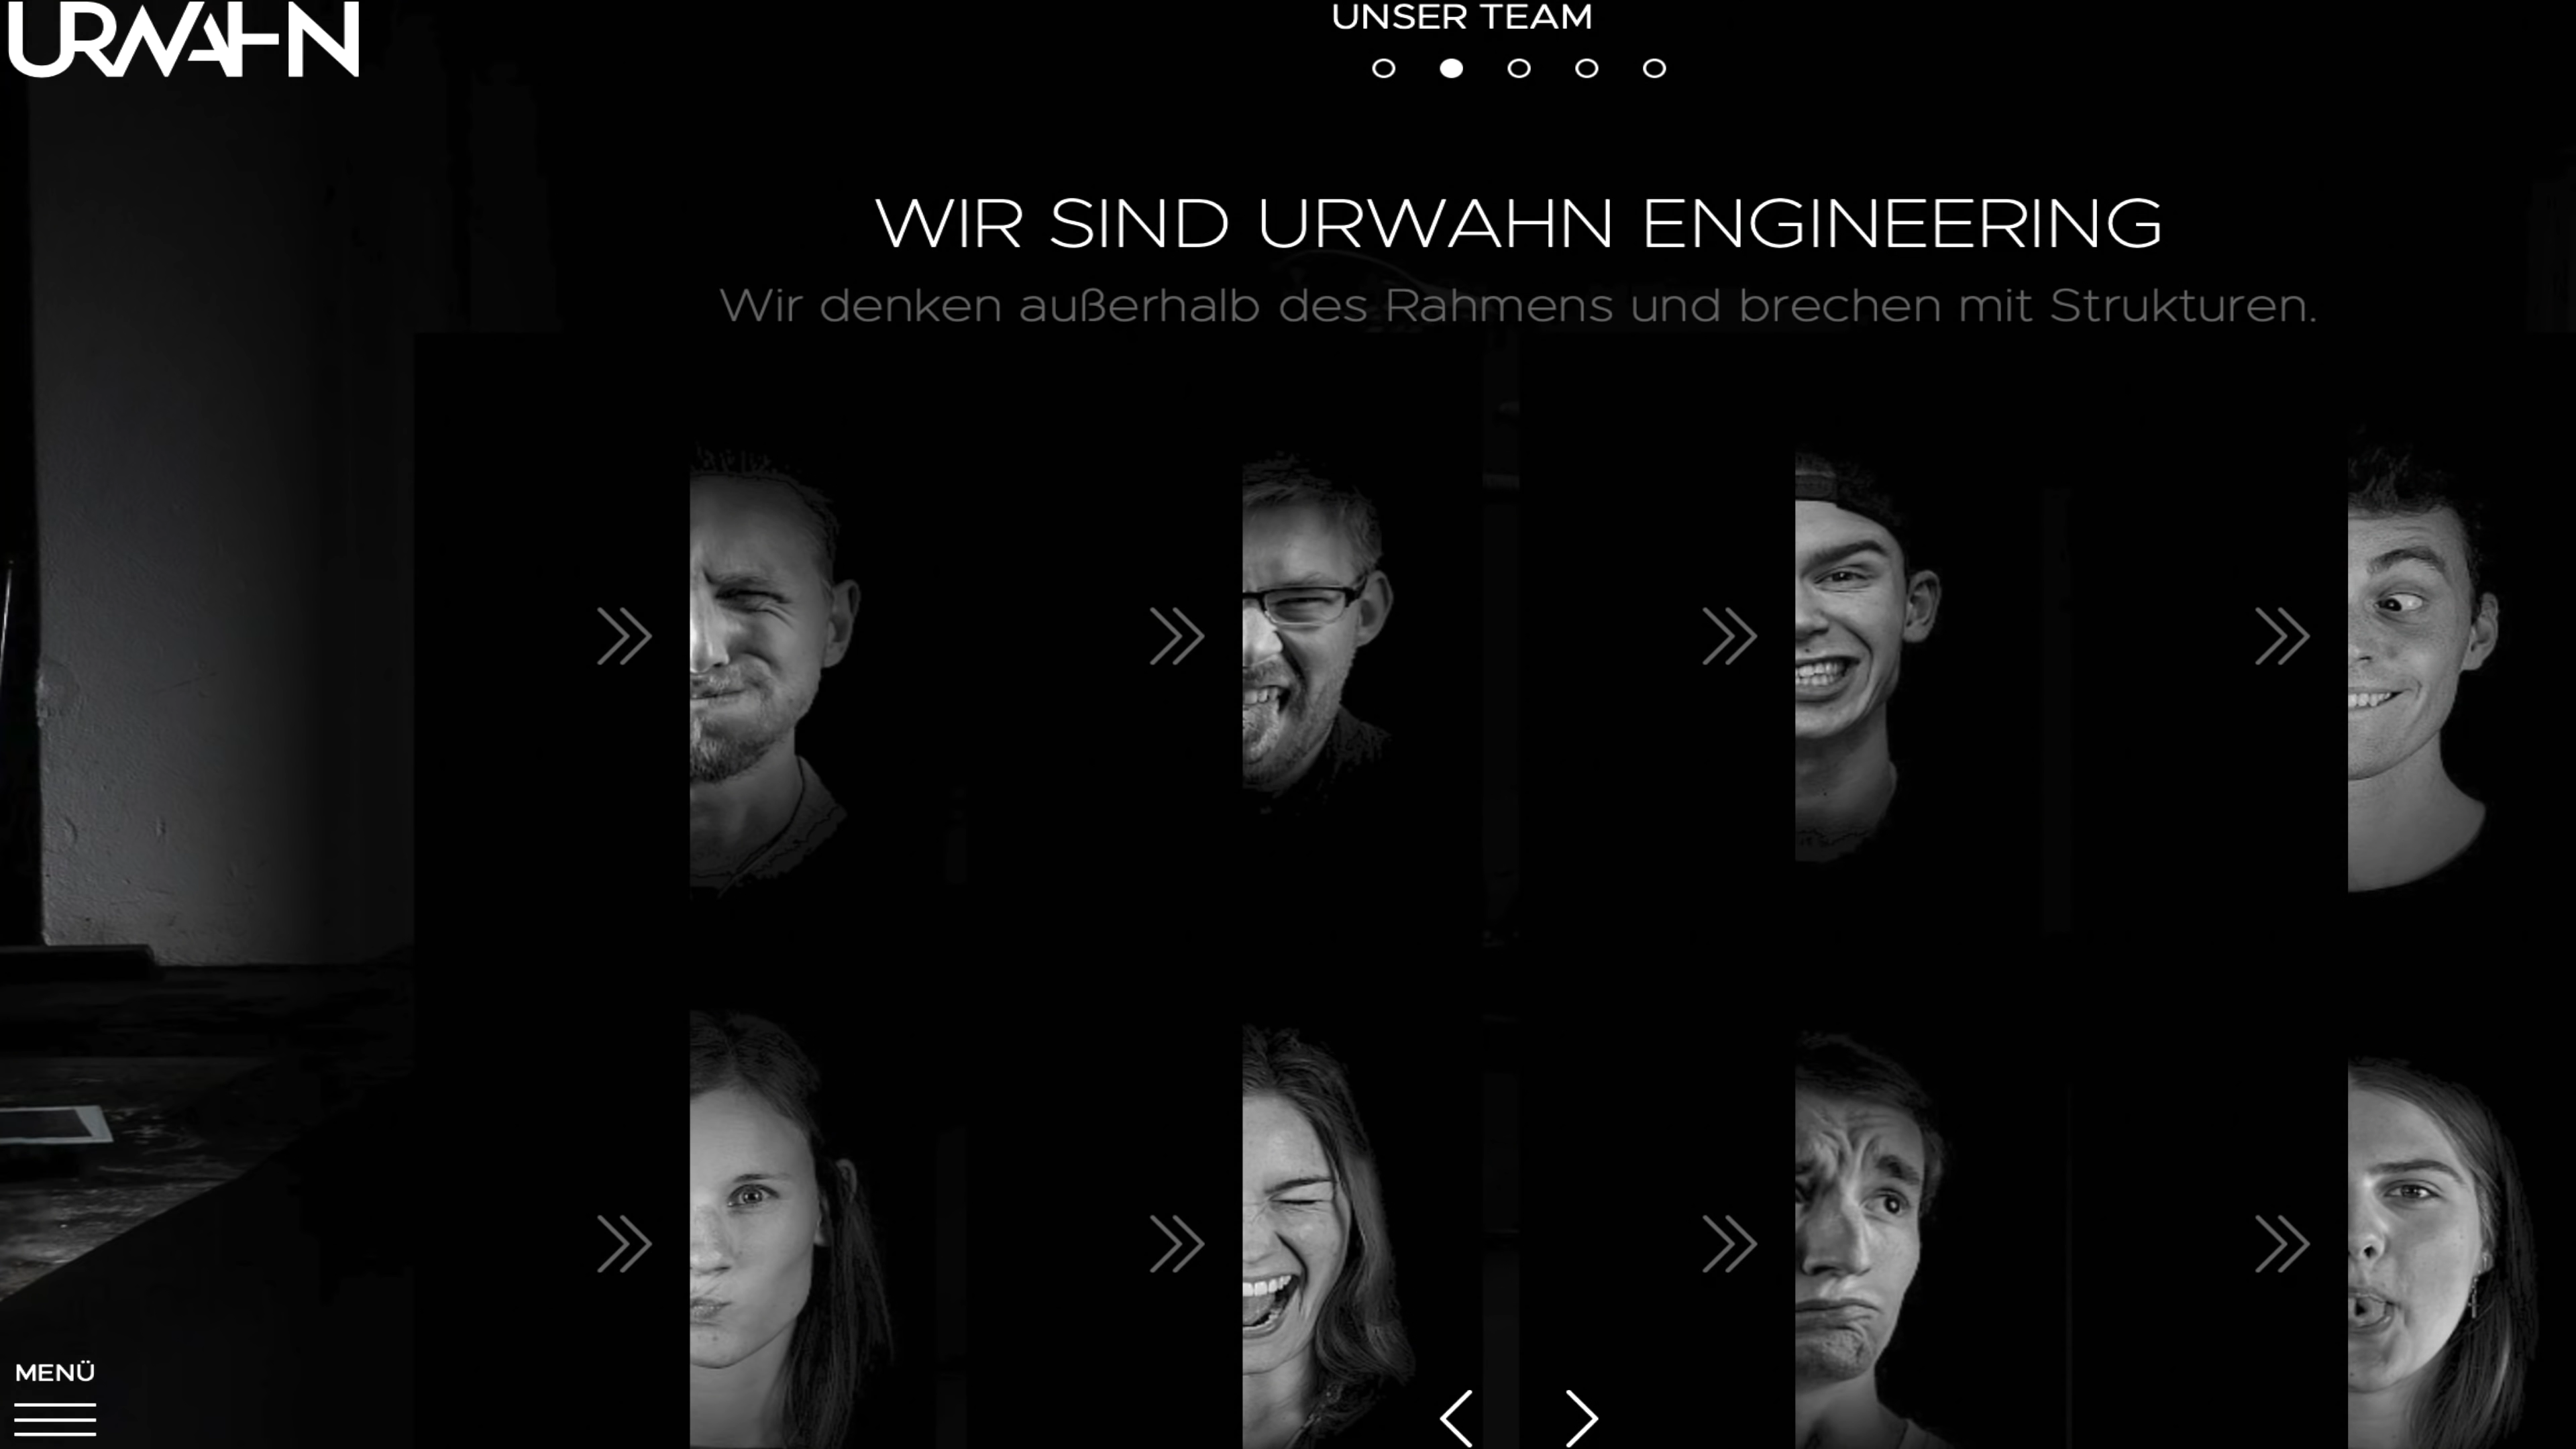 URWAHN
UNSER TEAM
WIR SIND URWAHN ENGINEERING
Wir denken außerhalb des Rahmens und brechen mit Strukturen.
MENÜ